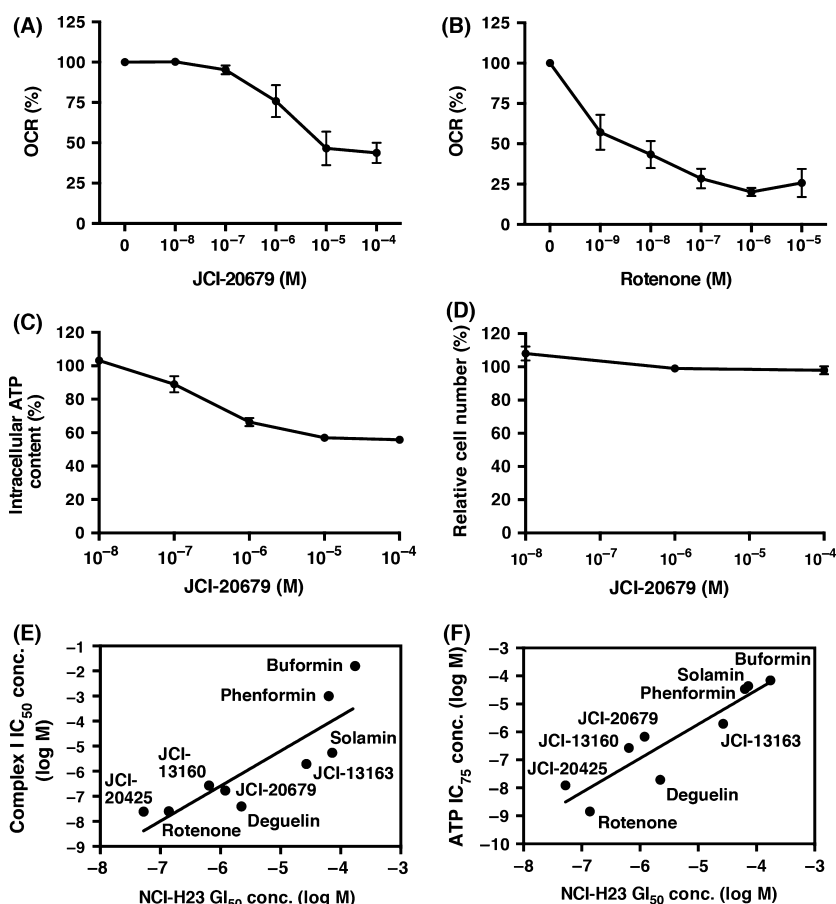 (A)
125
100
75
50
25
0
OCR (%)
0 10⁻⁸ 10⁻⁷ 10⁻⁶ 10⁻⁵ 10⁻⁴
JCI-20679 (M)
(B)
125
100
75
50
25
0
OCR (%)
0 10⁻⁹ 10⁻⁸ 10⁻⁷ 10⁻⁶ 10⁻⁵
Rotenone (M)
(C)
120
100
80
60
40
20
0
Intracellular ATP
content (%)
10⁻⁸ 10⁻⁷ 10⁻⁶ 10⁻⁵ 10⁻⁴
JCI-20679 (M)
(D)
120
100
80
60
40
20
0
Relative cell number (%)
10⁻⁸ 10⁻⁷ 10⁻⁶ 10⁻⁵ 10⁻⁴
JCI-20679 (M)
(E)
−1
−2
−3
−4
−5
−6
−7
−8
−9
Complex I IC₅₀ conc.
(log M)
Buformin
Phenformin
Solamin
JCI-13163
JCI-
13160
JCI-
20425
JCI-20679
Rotenone
Deguelin
−8 −7 −6 −5 −4 −3
NCI-H23 GI₅₀ conc. (log M)
(F)
−3
−4
−5
−6
−7
−8
−9
−10
ATP IC₇₅ conc. (log M)
Buformin
Solamin
Phenformin
JCI-20679
JCI-13160
JCI-13163
JCI-20425
Deguelin
Rotenone
−8 −7 −6 −5 −4 −3
NCI-H23 GI₅₀ conc. (log M)